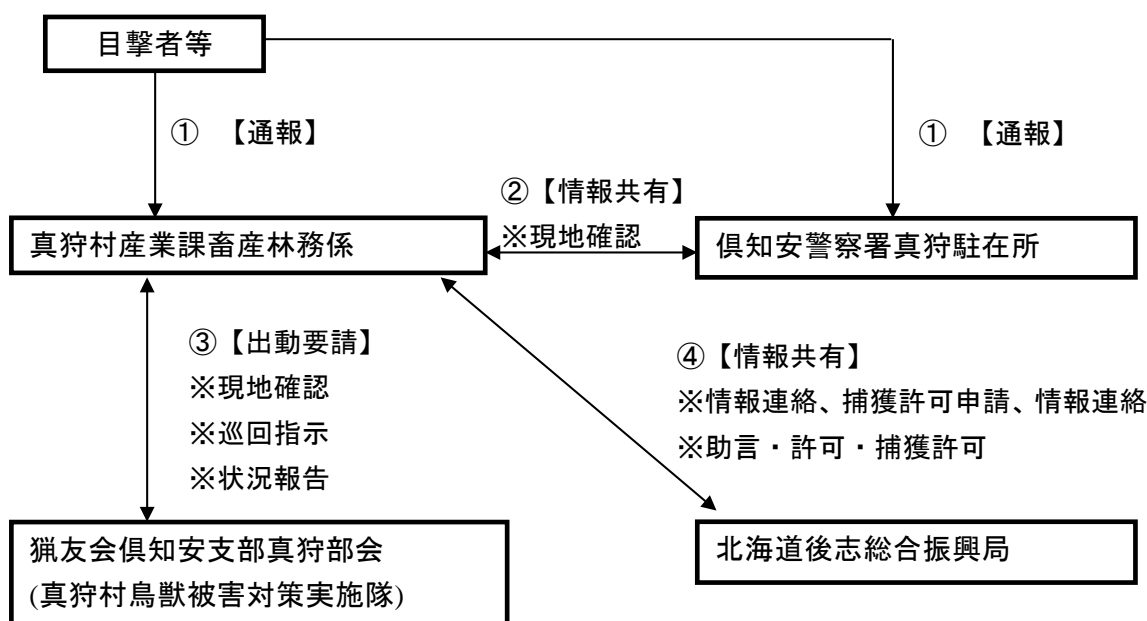 目撃者等
① 【通報】
① 【通報】
②【情報共有】
※現地確認
真狩村産業課畜産林務係
倶知安警察署真狩駐在所
③【出動要請】
※現地確認
※巡回指示
※状況報告
④【情報共有】
※情報連絡、捕獲許可申請、情報連絡
※助言・許可・捕獲許可
猟友会倶知安支部真狩部会
(真狩村鳥獣被害対策実施隊)
北海道後志総合振興局